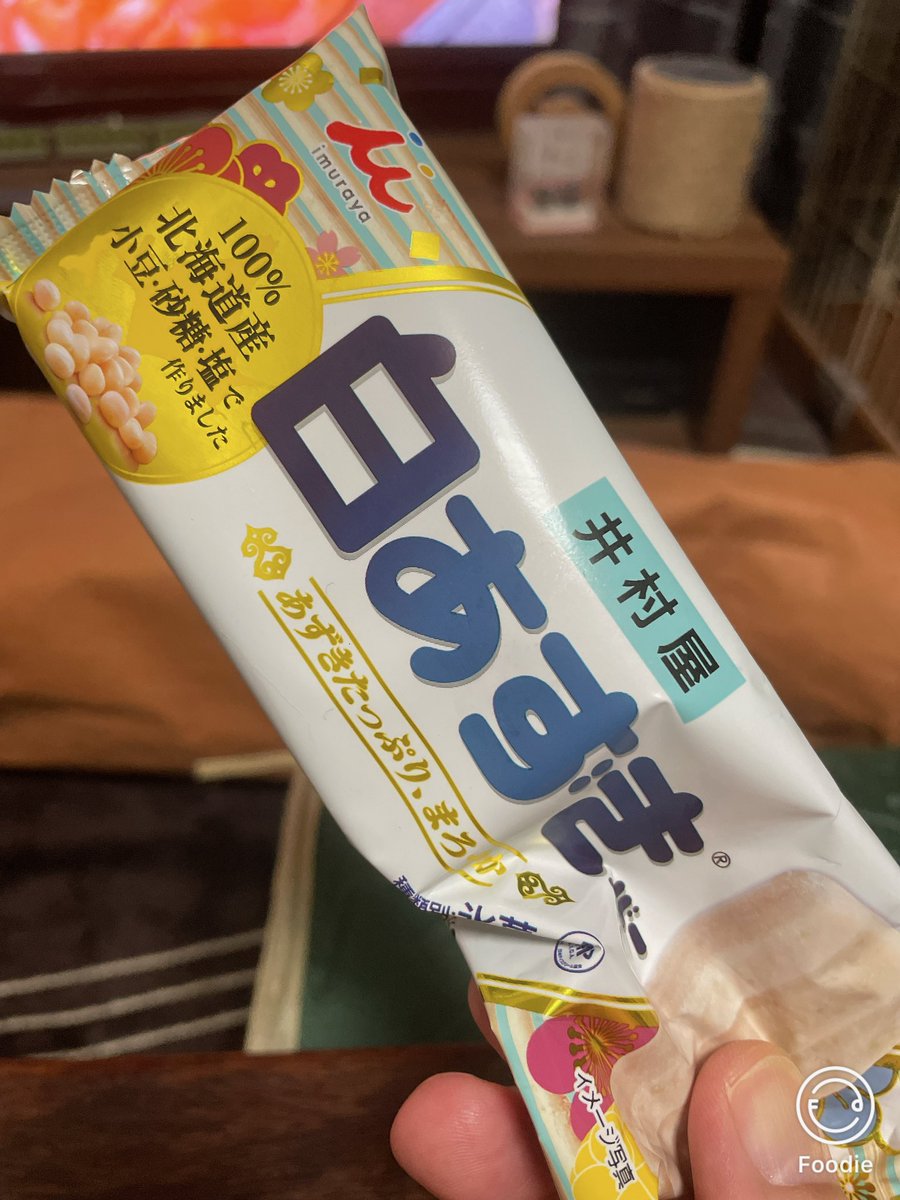 imuraya
100%
北海道産
小豆・砂糖・塩で
作りました
井村屋
白あずきバー
®
あずきたっぷり、まろやか
イメージ写真
Foodie